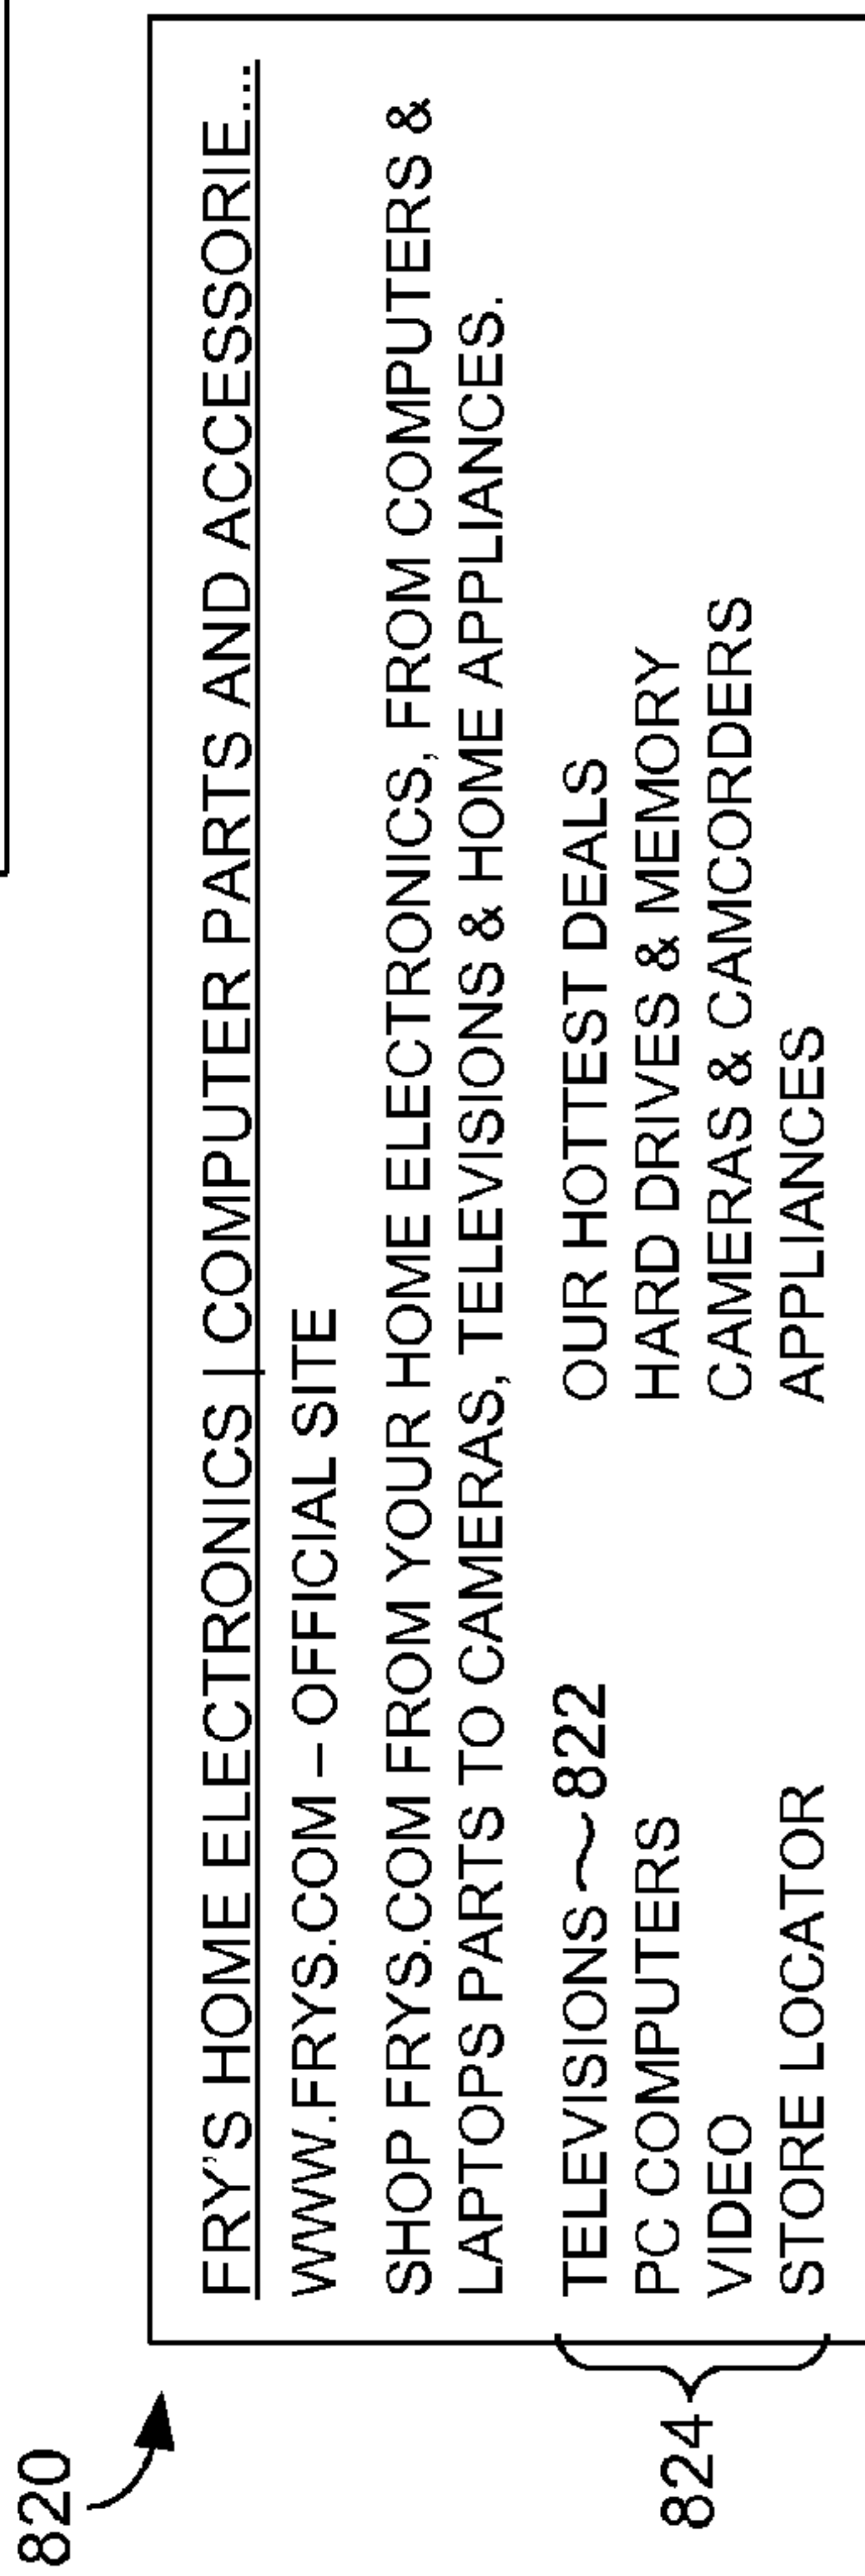 820
FRY'S HOME ELECTRONICS | COMPUTER PARTS AND ACCESSORIE...
WWW.FRYS.COM – OFFICIAL SITE
SHOP FRYS.COM FROM YOUR HOME ELECTRONICS, FROM COMPUTERS &
LAPTOPS PARTS TO CAMERAS, TELEVISIONS & HOME APPLIANCES.
824
TELEVISIONS ~ 822 OUR HOTTEST DEALS
PC COMPUTERS HARD DRIVES & MEMORY
VIDEO CAMERAS & CAMCORDERS
STORE LOCATOR APPLIANCES